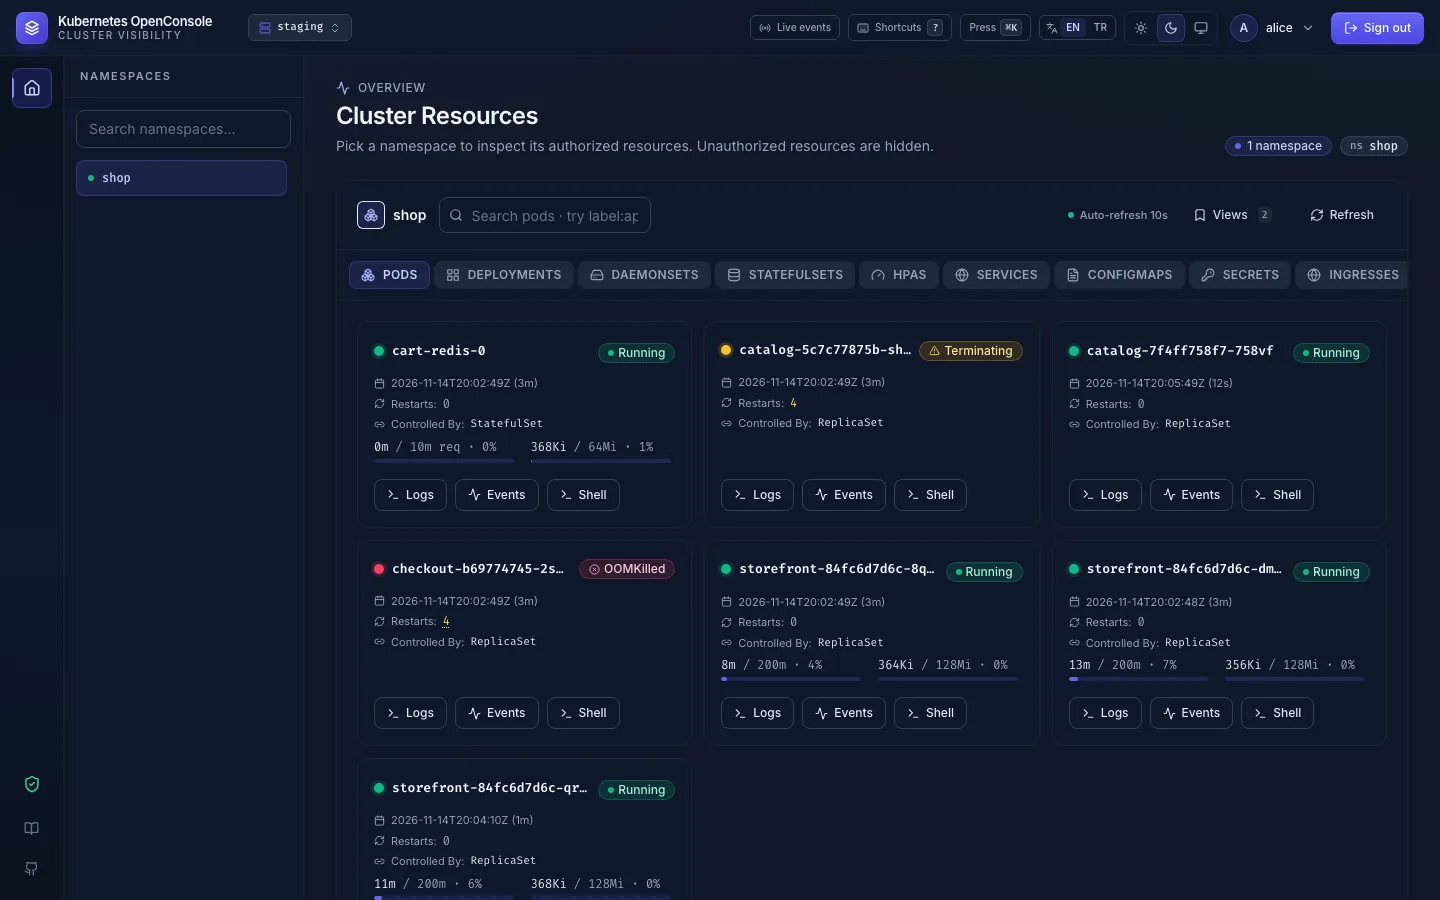 Kubernetes OpenConsole
CLUSTER VISIBILITY
staging
Live events
Shortcuts ?
Press ⌘K
EN TR
A alice
Sign out
NAMESPACES
Search namespaces...
shop
OVERVIEW
Cluster Resources
Pick a namespace to inspect its authorized resources. Unauthorized resources are hidden.
1 namespace
ns shop
shop
Search pods · try label:ap
Auto-refresh 10s
Views 2
Refresh
PODS DEPLOYMENTS DAEMONSETS STATEFULSETS HPAS SERVICES CONFIGMAPS SECRETS INGRESSES
cart-redis-0 Running
2026-11-14T20:02:49Z (3m)
Restarts: 0
Controlled By: StatefulSet
0m / 10m req · 0% 368Ki / 64Mi · 1%
Logs Events Shell
catalog-5c7c77875b-sh… Terminating
2026-11-14T20:02:49Z (3m)
Restarts: 4
Controlled By: ReplicaSet
Logs Events Shell
catalog-7f4ff758f7-758vf Running
2026-11-14T20:05:49Z (12s)
Restarts: 0
Controlled By: ReplicaSet
Logs Events Shell
checkout-b69774745-2s… OOMKilled
2026-11-14T20:02:49Z (3m)
Restarts: 4
Controlled By: ReplicaSet
Logs Events Shell
storefront-84fc6d7d6c-8q… Running
2026-11-14T20:02:49Z (3m)
Restarts: 0
Controlled By: ReplicaSet
8m / 200m · 4% 364Ki / 128Mi · 0%
Logs Events Shell
storefront-84fc6d7d6c-dm… Running
2026-11-14T20:02:48Z (3m)
Restarts: 0
Controlled By: ReplicaSet
13m / 200m · 7% 356Ki / 128Mi · 0%
Logs Events Shell
storefront-84fc6d7d6c-qr… Running
2026-11-14T20:04:10Z (1m)
Restarts: 0
Controlled By: ReplicaSet
11m / 200m · 6% 368Ki / 128Mi · 0%